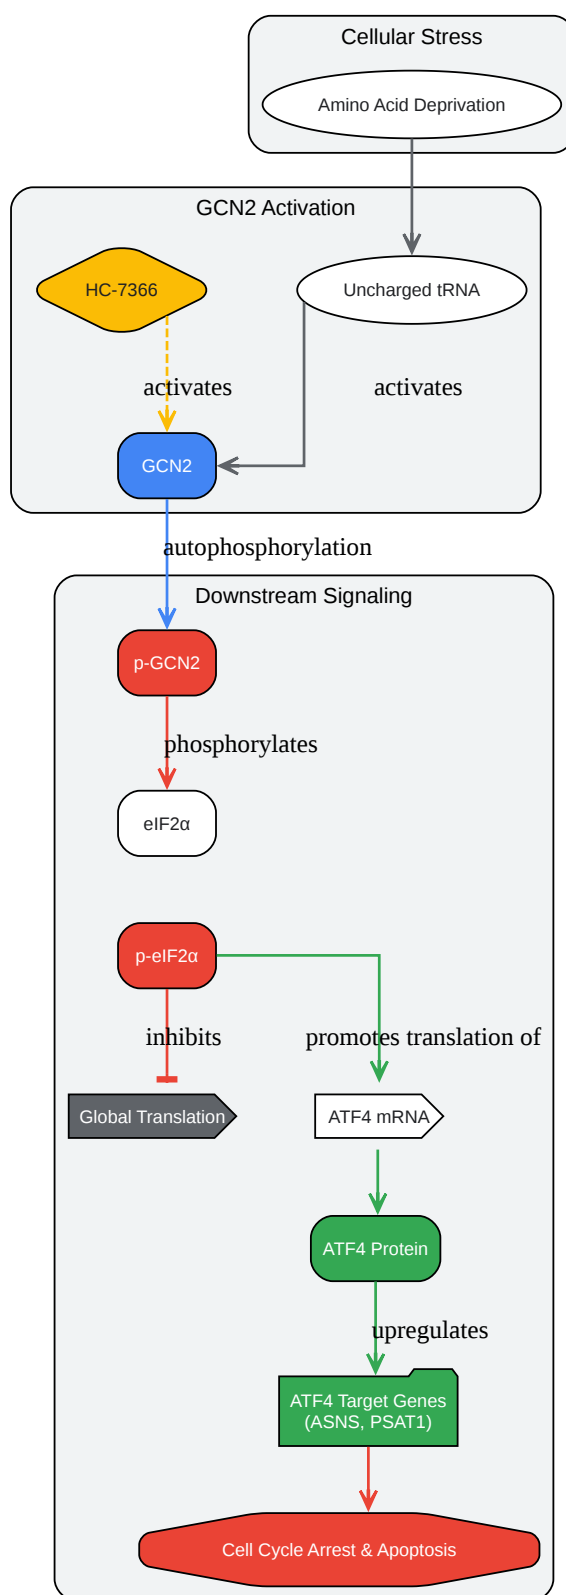 Cellular Stress
Amino Acid Deprivation
GCN2 Activation
HC-7366
Uncharged tRNA
activates
activates
GCN2
autophosphorylation
Downstream Signaling
p-GCN2
phosphorylates
eIF2α
p-eIF2α
inhibits
promotes translation of
Global Translation
ATF4 mRNA
ATF4 Protein
upregulates
ATF4 Target Genes
(ASNS, PSAT1)
Cell Cycle Arrest & Apoptosis